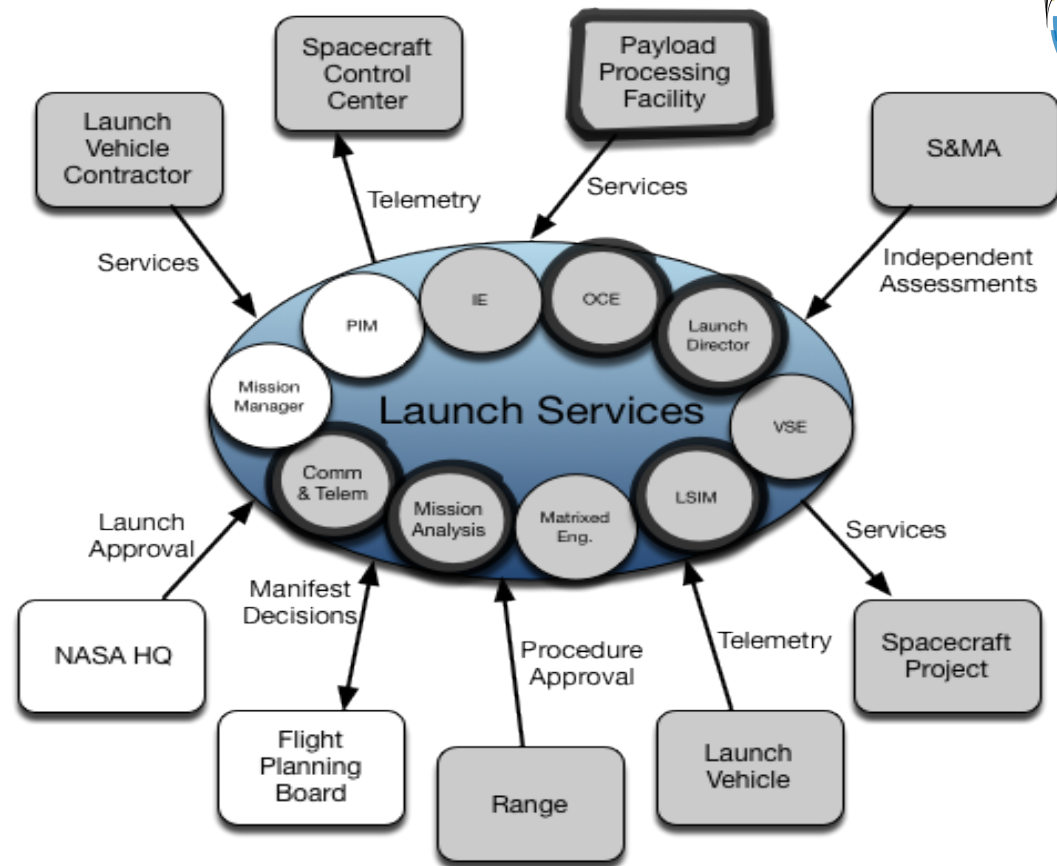 Spacecraft
Control
Center
Payload
Processing
Facility
Launch
Vehicle
Contractor
S&MA
Telemetry
Services
Services
Independent
Assessments
PIM
IE
OCE
Launch
Director
Mission
Manager
Launch Services
VSE
Comm
& Telem
Mission
Analysis
Matrixed
Eng.
LSIM
Launch
Approval
Manifest
Decisions
Procedure
Approval
Telemetry
Services
NASA HQ
Flight
Planning
Board
Range
Launch
Vehicle
Spacecraft
Project